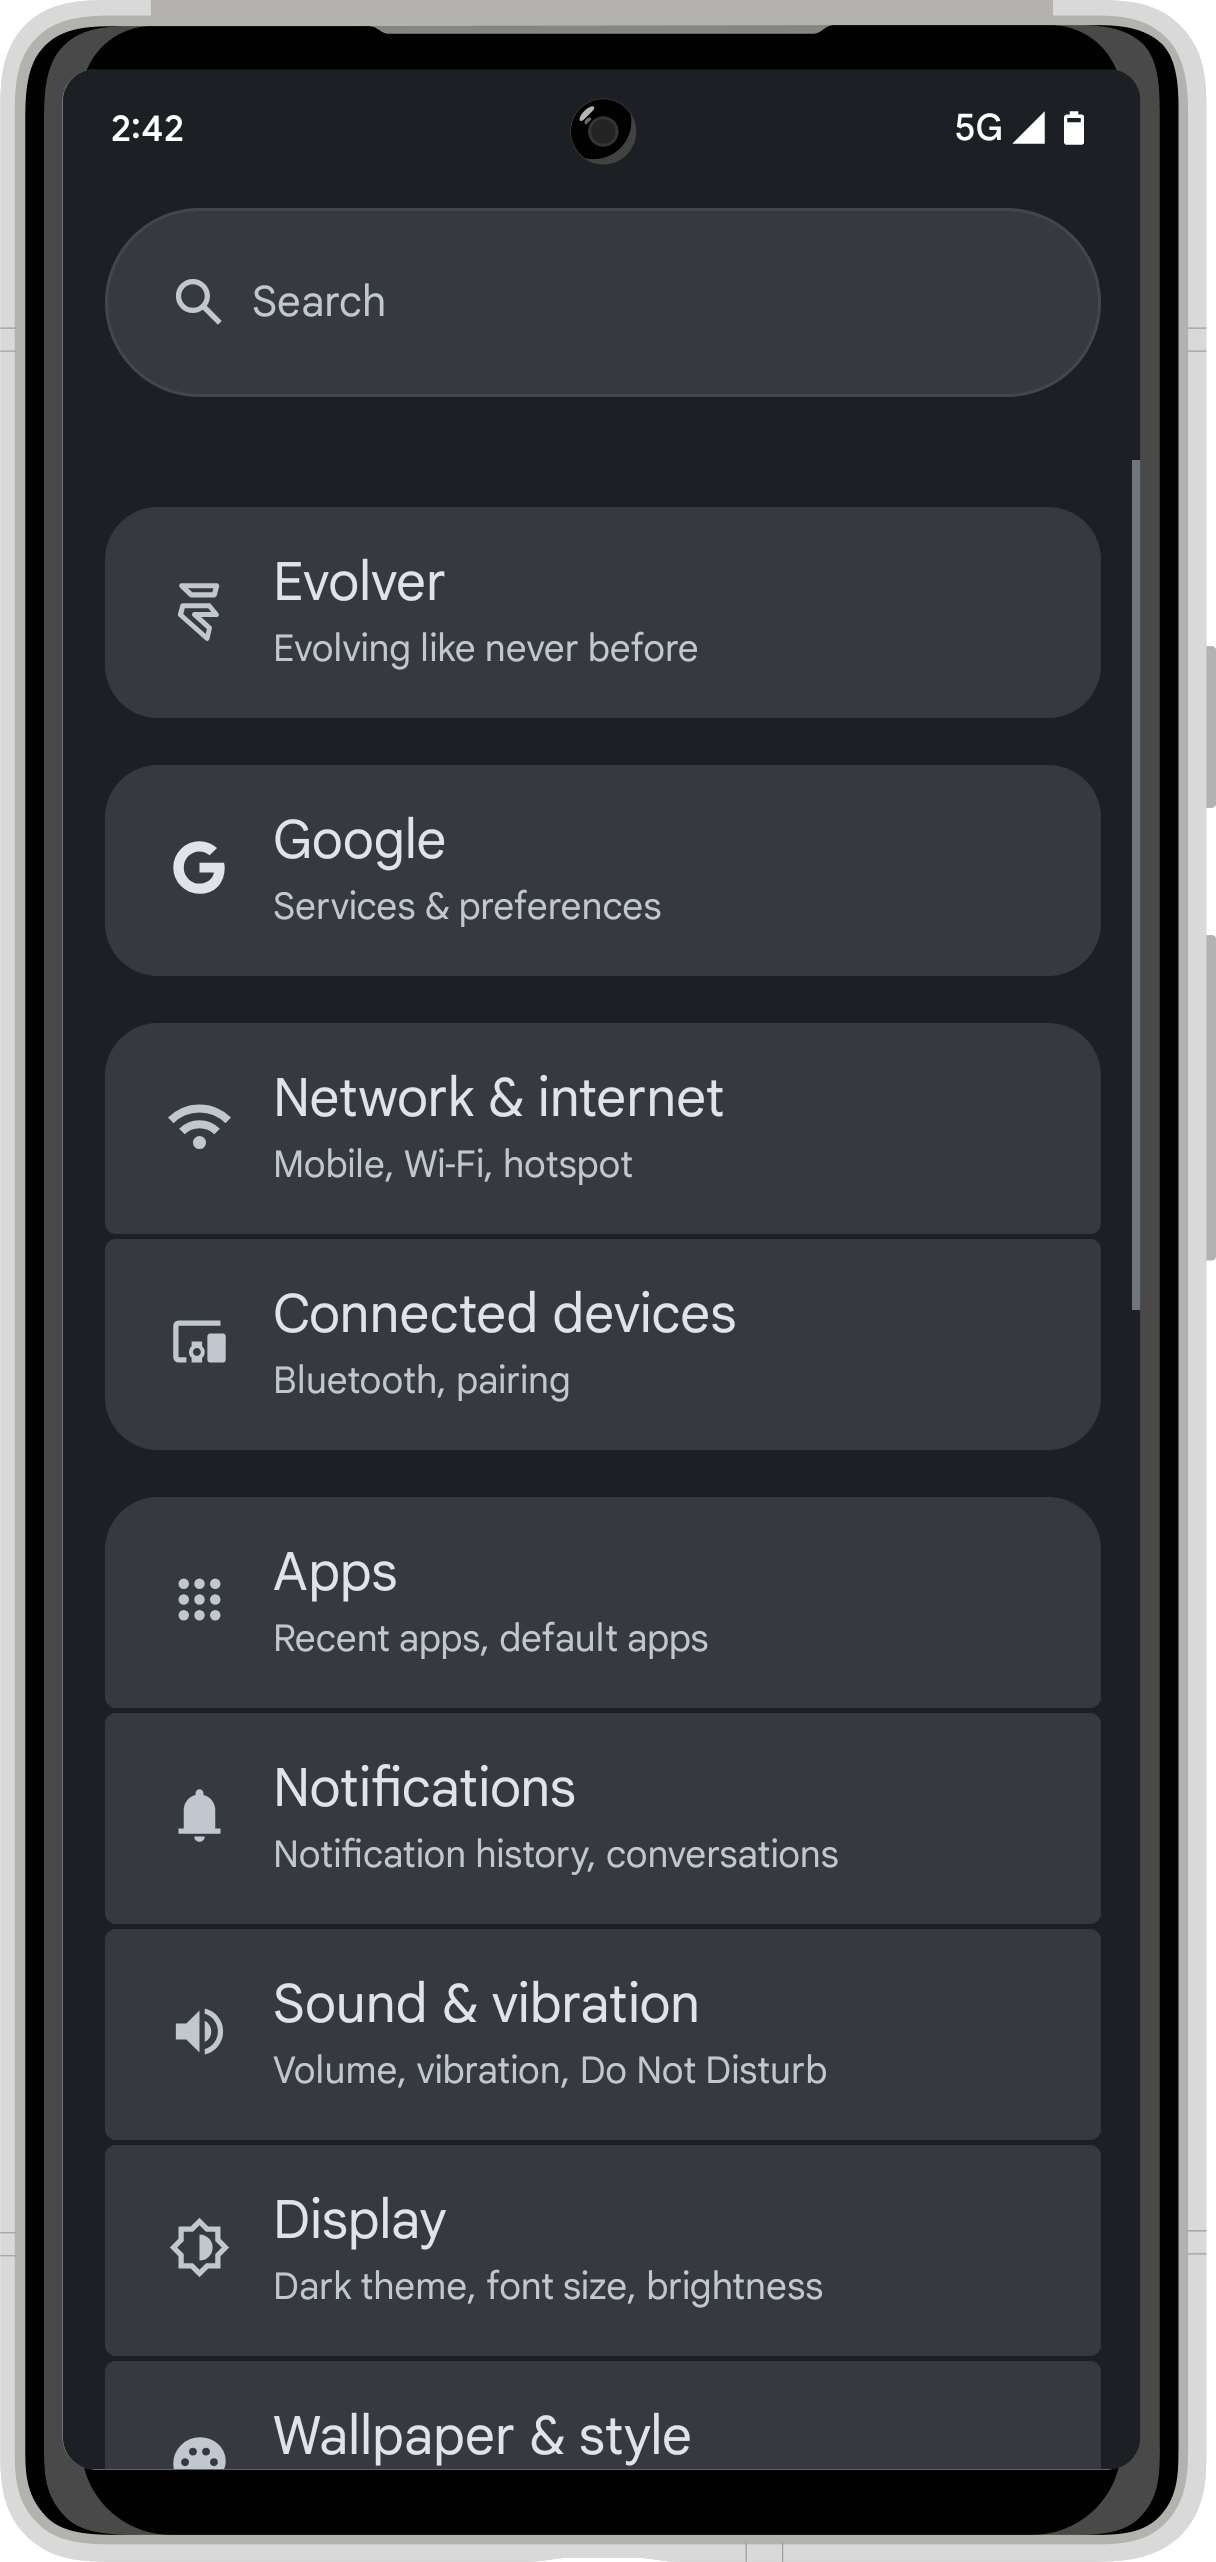 2:42
5G
Search
Evolver
Evolving like never before
Google
Services & preferences
Network & internet
Mobile, Wi-Fi, hotspot
Connected devices
Bluetooth, pairing
Apps
Recent apps, default apps
Notifications
Notification history, conversations
Sound & vibration
Volume, vibration, Do Not Disturb
Display
Dark theme, font size, brightness
Wallpaper & style